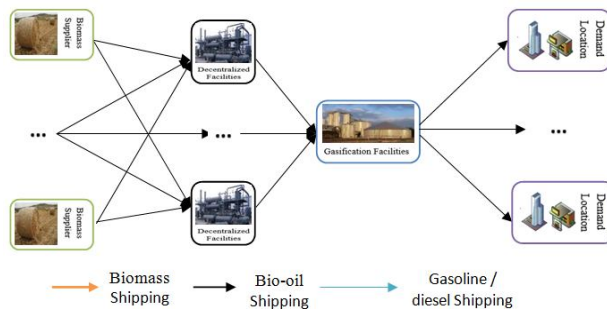 Biomass
Supplier
Decentralized Facilities
Demand
Location
...
...
Gasification Facilities
...
Biomass
Supplier
Decentralized
Facilities
Demand
Location
Biomass
Shipping
Bio-oil
Shipping
Gasoline /
diesel Shipping